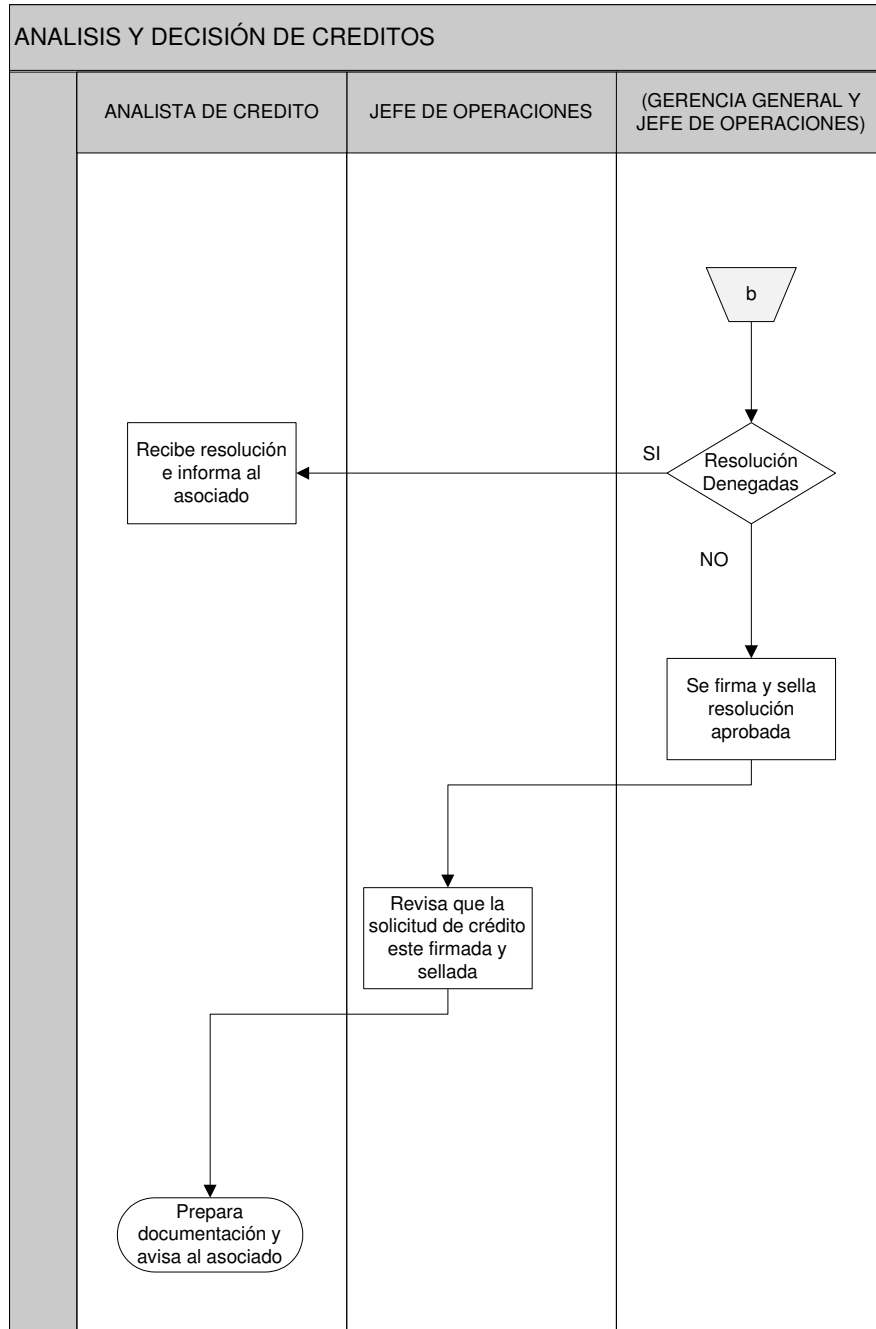 ANALISIS Y DECISIÓN DE CREDITOS
ANALISTA DE CREDITO
JEFE DE OPERACIONES
(GERENCIA GENERAL Y
JEFE DE OPERACIONES)
b
Recibe resolución
e informa al
asociado
SI
Resolución
Denegadas
NO
Se firma y sella
resolución
aprobada
Revisa que la
solicitud de crédito
este firmada y
sellada
Prepara
documentación y
avisa al asociado